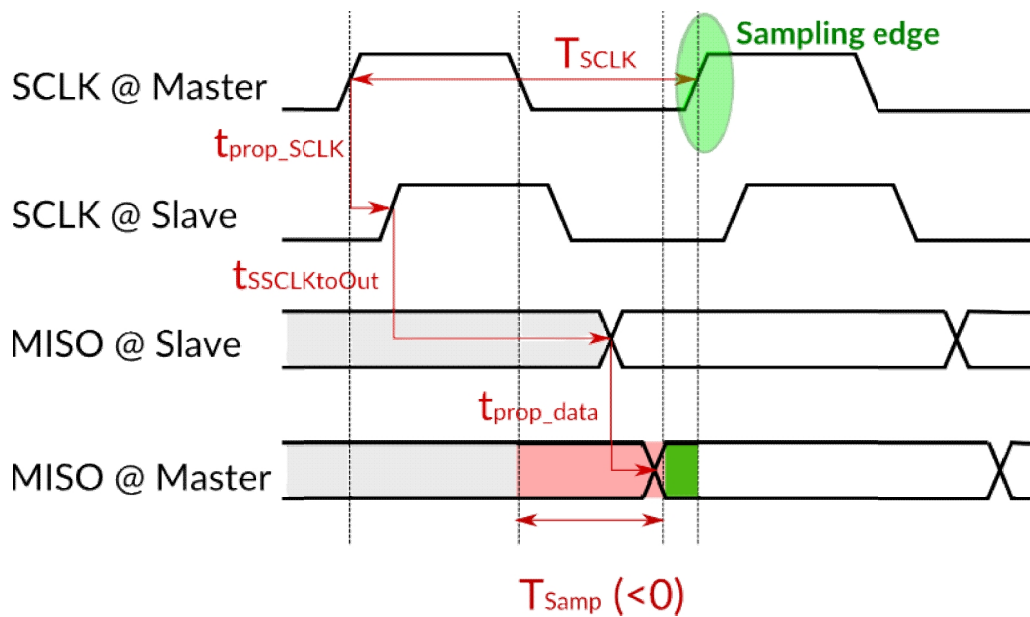 Sampling edge
TSCLK
SCLK @ Master
tprop_SCLK
SCLK @ Slave
tSSCLKtoOut
MISO @ Slave
tprop_data
MISO @ Master
TSamp (<0)